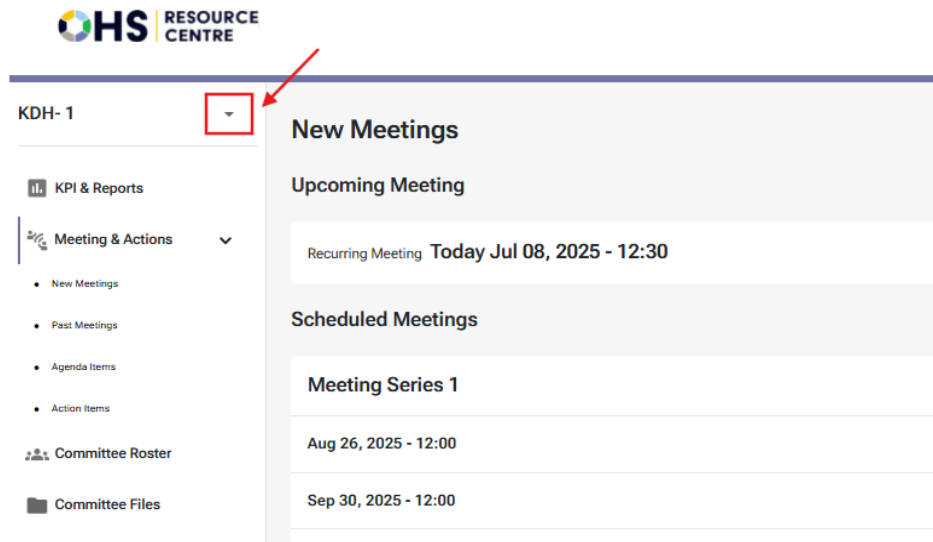 OHS RESOURCE
CENTRE
KDH- 1
KPI & Reports
Meeting & Actions
New Meetings
Past Meetings
Agenda Items
Action Items
Committee Roster
Committee Files
New Meetings
Upcoming Meeting
Recurring Meeting Today Jul 08, 2025 - 12:30
Scheduled Meetings
Meeting Series 1
Aug 26, 2025 - 12:00
Sep 30, 2025 - 12:00